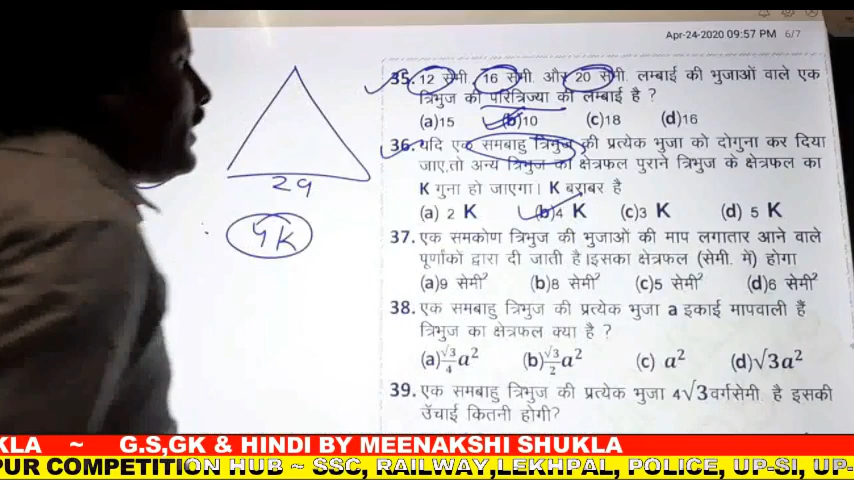 Apr-24-2020 09:57 PM 6/7
35. 12 सेमी. 16 सेमी. और 20 सेमी. लम्बाई की भुजाओं वाले एक
त्रिभुज की परित्रिज्या की लम्बाई है ?
(a)15 (b)10 (c)18 (d)16
36. यदि एक समबाहु त्रिभुज की प्रत्येक भुजा को दोगुना कर दिया
जाए,तो अन्य त्रिभुज का क्षेत्रफल पुराने त्रिभुज के क्षेत्रफल का
K गुना हो जाएगा। K बराबर है
(a) 2 K (b)4 K (c)3 K (d) 5 K
37. एक समकोण त्रिभुज की भुजाओं की माप लगातार आने वाले
पूर्णांको द्वारा दी जाती है।इसका क्षेत्रफल (सेमी. में) होगा
(a)9 सेमी² (b)8 सेमी² (c)5 सेमी² (d)6 सेमी²
38. एक समबाहु त्रिभुज की प्रत्येक भुजा a इकाई मापवाली हैं
त्रिभुज का क्षेत्रफल क्या है ?
(a)√3/4 a² (b)√3/2 a² (c) a² (d)√3a²
39. एक समबाहु त्रिभुज की प्रत्येक भुजा 4√3वर्गसेमी. है इसकी
उँचाई कितनी होगी?
2a
4K
KLA ~ G.S,GK & HINDI BY MEENAKSHI SHUKLA
PUR COMPETITION HUB ~ SSC, RAILWAY,LEKHPAL, POLICE, UP-SI, UP-